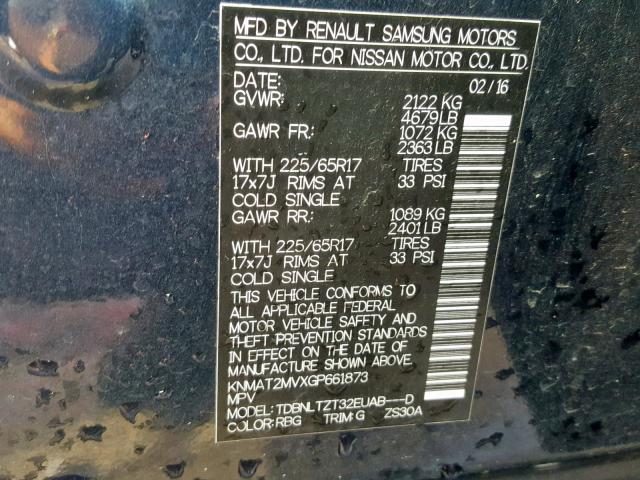 MFD BY RENAULT SAMSUNG MOTORS
CO., LTD. FOR NISSAN MOTOR CO., LTD.
DATE: 02/16
GVWR: 2122 KG
4679 LB
GAWR FR: 1072 KG
2363 LB
WITH 225/65R17 TIRES
17x7J RIMS AT 33 PSI
COLD SINGLE
GAWR RR: 1089 KG
2401 LB
WITH 225/65R17 TIRES
17x7J RIMS AT 33 PSI
COLD SINGLE
THIS VEHICLE CONFORMS TO
ALL APPLICABLE FEDERAL
MOTOR VEHICLE SAFETY AND
THEFT PREVENTION STANDARDS
IN EFFECT ON THE DATE OF
MANUFACTURE SHOWN ABOVE.
KNMAT2MVXGP661873
MPV
MODEL: TDBNLTZT32EUAB----D
COLOR: RBG TRIM: G ZS30A